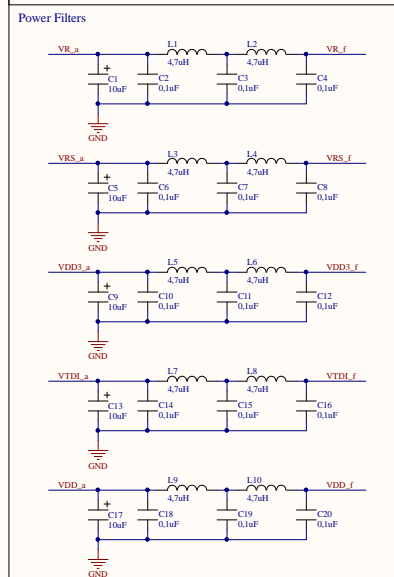 Power Filters
VR_a L1 L2 VR_f
4,7uH 4,7uH
C1 C2 C3 C4
10uF 0,1uF 0,1uF 0,1uF
GND
VRS_a L3 L4 VRS_f
4,7uH 4,7uH
C5 C6 C7 C8
10uF 0,1uF 0,1uF 0,1uF
GND
VDD3_a L5 L6 VDD3_f
4,7uH 4,7uH
C9 C10 C11 C12
10uF 0,1uF 0,1uF 0,1uF
GND
VTDI_a L7 L8 VTDI_f
4,7uH 4,7uH
C13 C14 C15 C16
10uF 0,1uF 0,1uF 0,1uF
GND
VDD_a L9 L10 VDD_f
4,7uH 4,7uH
C17 C18 C19 C20
10uF 0,1uF 0,1uF 0,1uF
GND